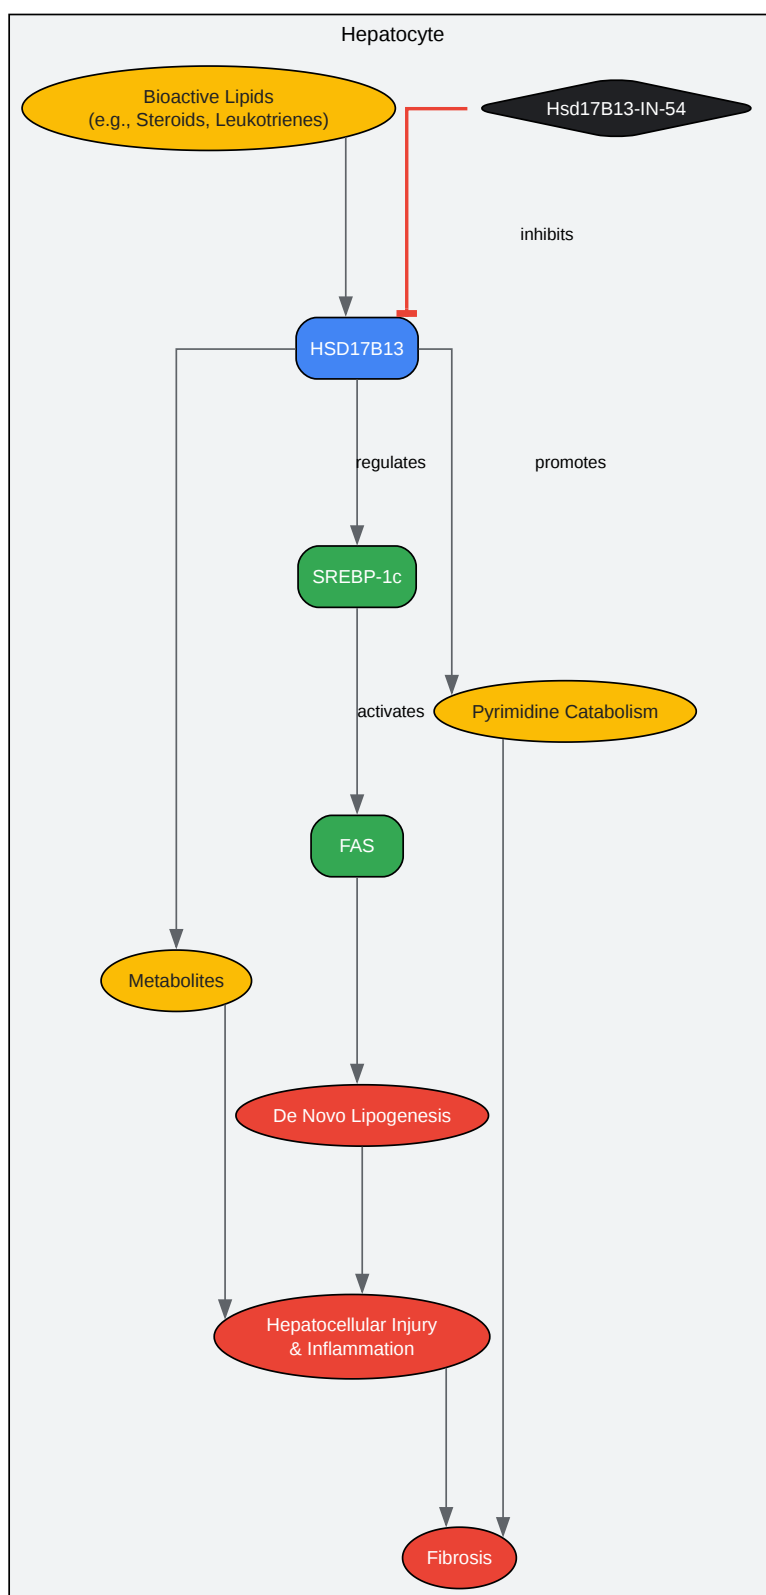 Hepatocyte
Bioactive Lipids
(e.g., Steroids, Leukotrienes)
Hsd17B13-IN-54
inhibits
HSD17B13
regulates
promotes
SREBP-1c
activates
Pyrimidine Catabolism
FAS
Metabolites
De Novo Lipogenesis
Hepatocellular Injury
& Inflammation
Fibrosis